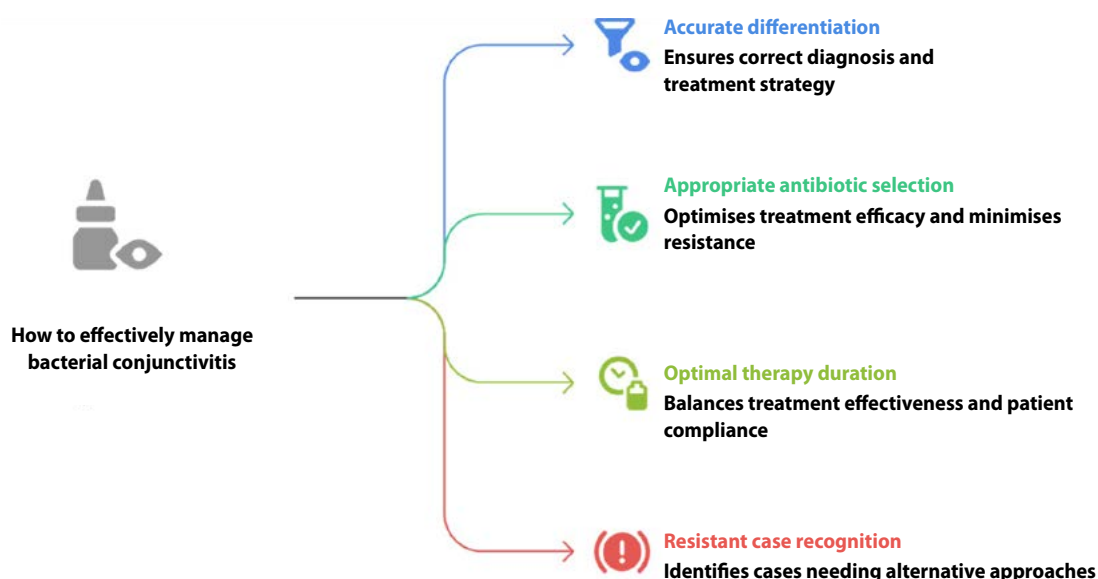 Accurate differentiation
Ensures correct diagnosis and
treatment strategy
Appropriate antibiotic selection
Optimises treatment efficacy and minimises
resistance
How to effectively manage
bacterial conjunctivitis
Optimal therapy duration
Balances treatment effectiveness and patient
compliance
Resistant case recognition
Identifies cases needing alternative approaches